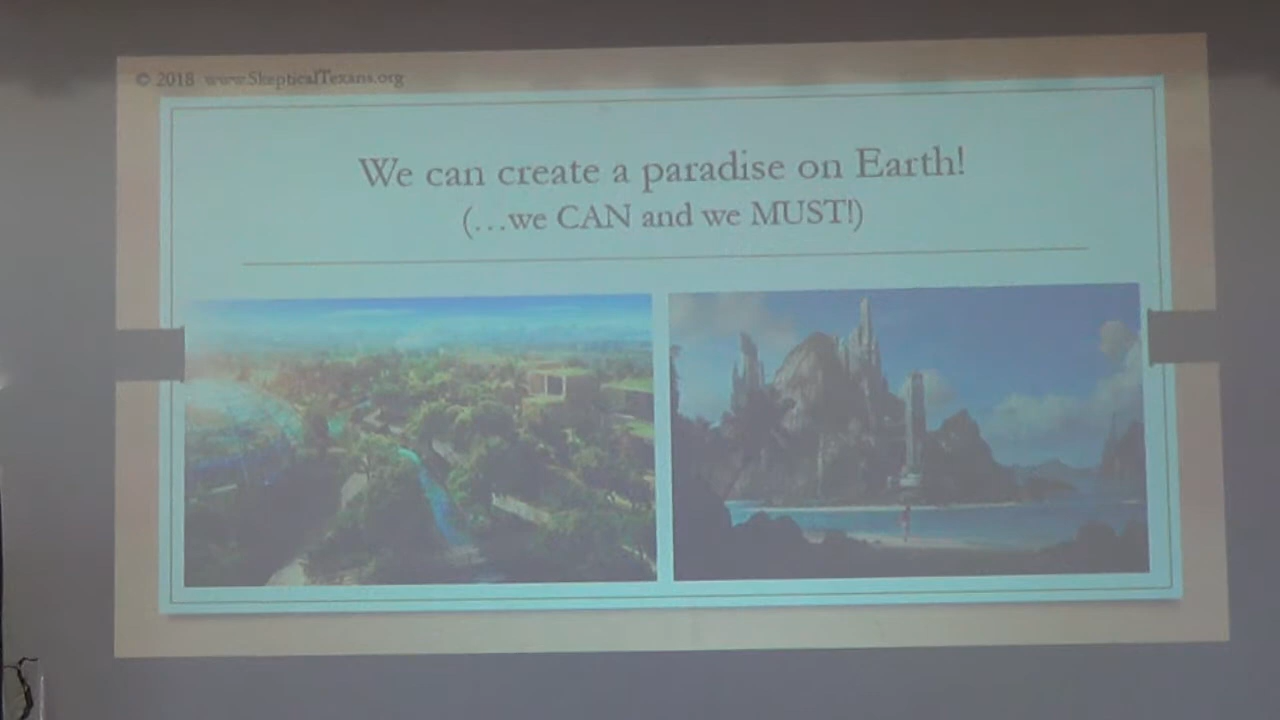 © 2018 www.SkepticalTexans.org
We can create a paradise on Earth!
(…we CAN and we MUST!)